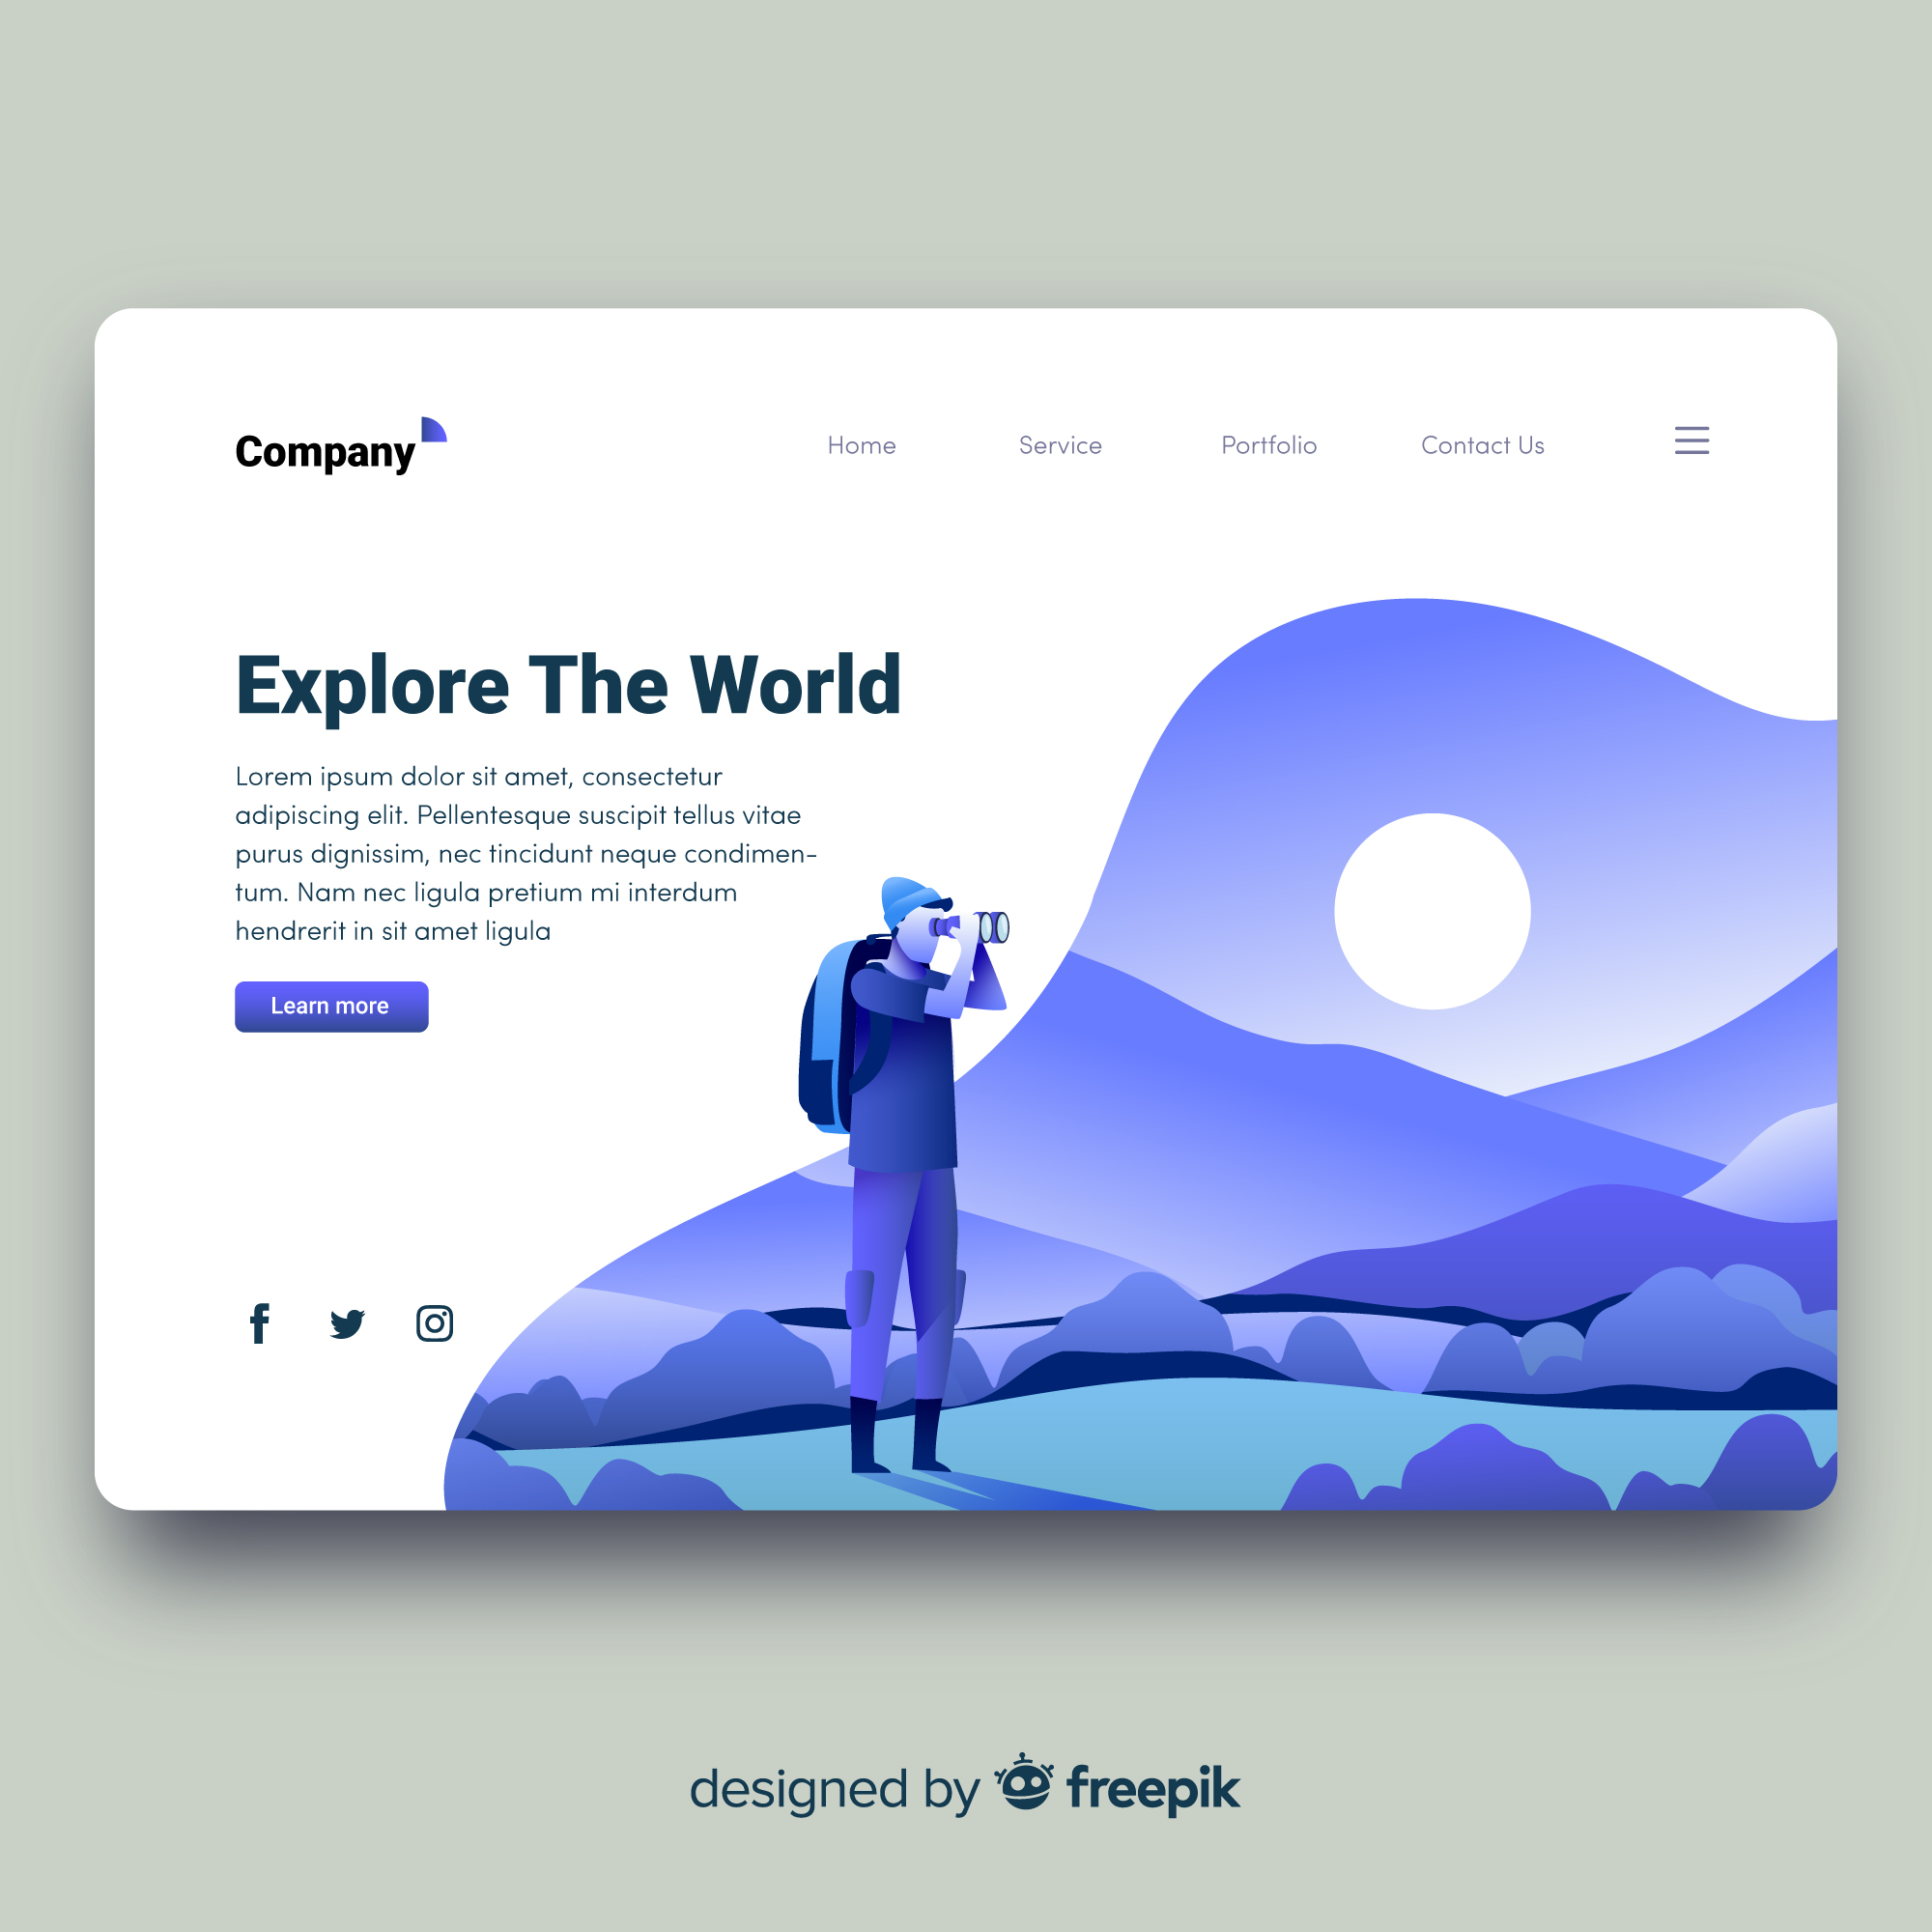 Company
Home Service Portfolio Contact Us
Explore The World
Lorem ipsum dolor sit amet, consectetur
adipiscing elit. Pellentesque suscipit tellus vitae
purus dignissim, nec tincidunt neque condimen-
tum. Nam nec ligula pretium mi interdum
hendrerit in sit amet ligula
Learn more
designed by freepik